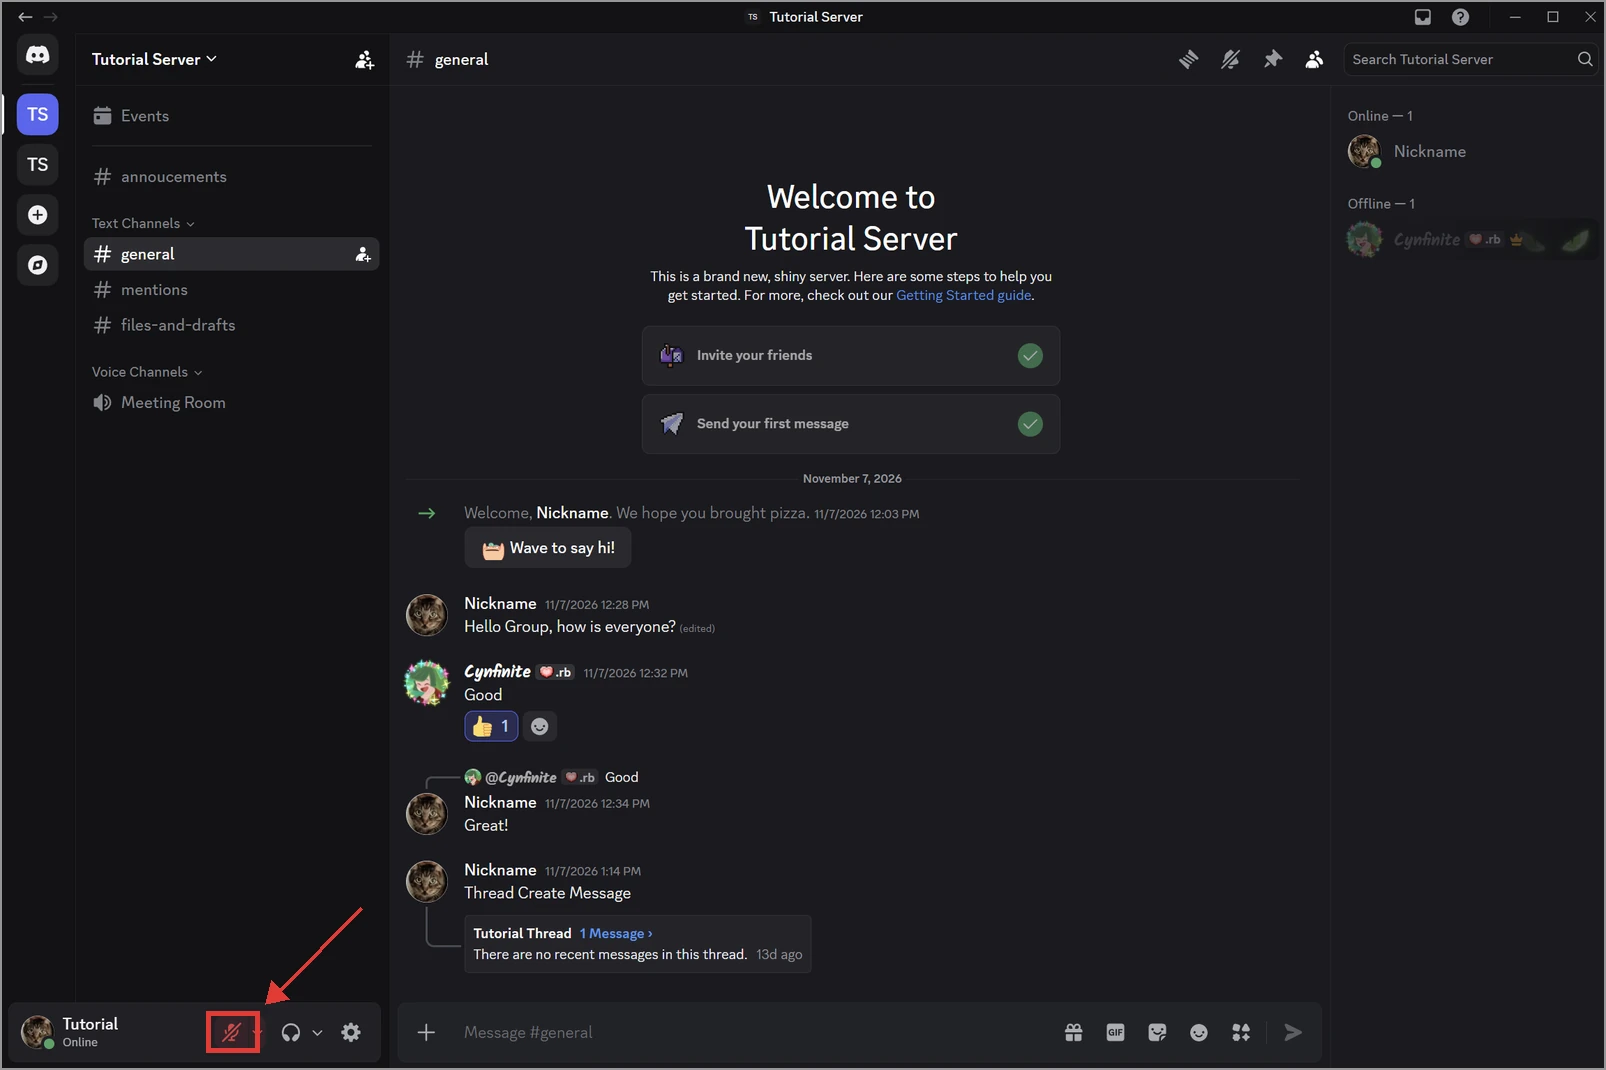 TS Tutorial Server
TS
TS
Tutorial Server
Events
annoucements
Text Channels
general
mentions
files-and-drafts
Voice Channels
Meeting Room
Tutorial
Online
# general
Search Tutorial Server
Welcome to
Tutorial Server
This is a brand new, shiny server. Here are some steps to help you
get started. For more, check out our Getting Started guide.
Invite your friends
Send your first message
November 7, 2026
Welcome, Nickname. We hope you brought pizza. 11/7/2026 12:03 PM
Wave to say hi!
Nickname 11/7/2026 12:28 PM
Hello Group, how is everyone? (edited)
Cynfinite .rb 11/7/2026 12:32 PM
Good
👍 1
@Cynfinite .rb Good
Nickname 11/7/2026 12:34 PM
Great!
Nickname 11/7/2026 1:14 PM
Thread Create Message
Tutorial Thread 1 Message ›
There are no recent messages in this thread. 13d ago
Message #general
GIF
Online — 1
Nickname
Offline — 1
Cynfinite .rb